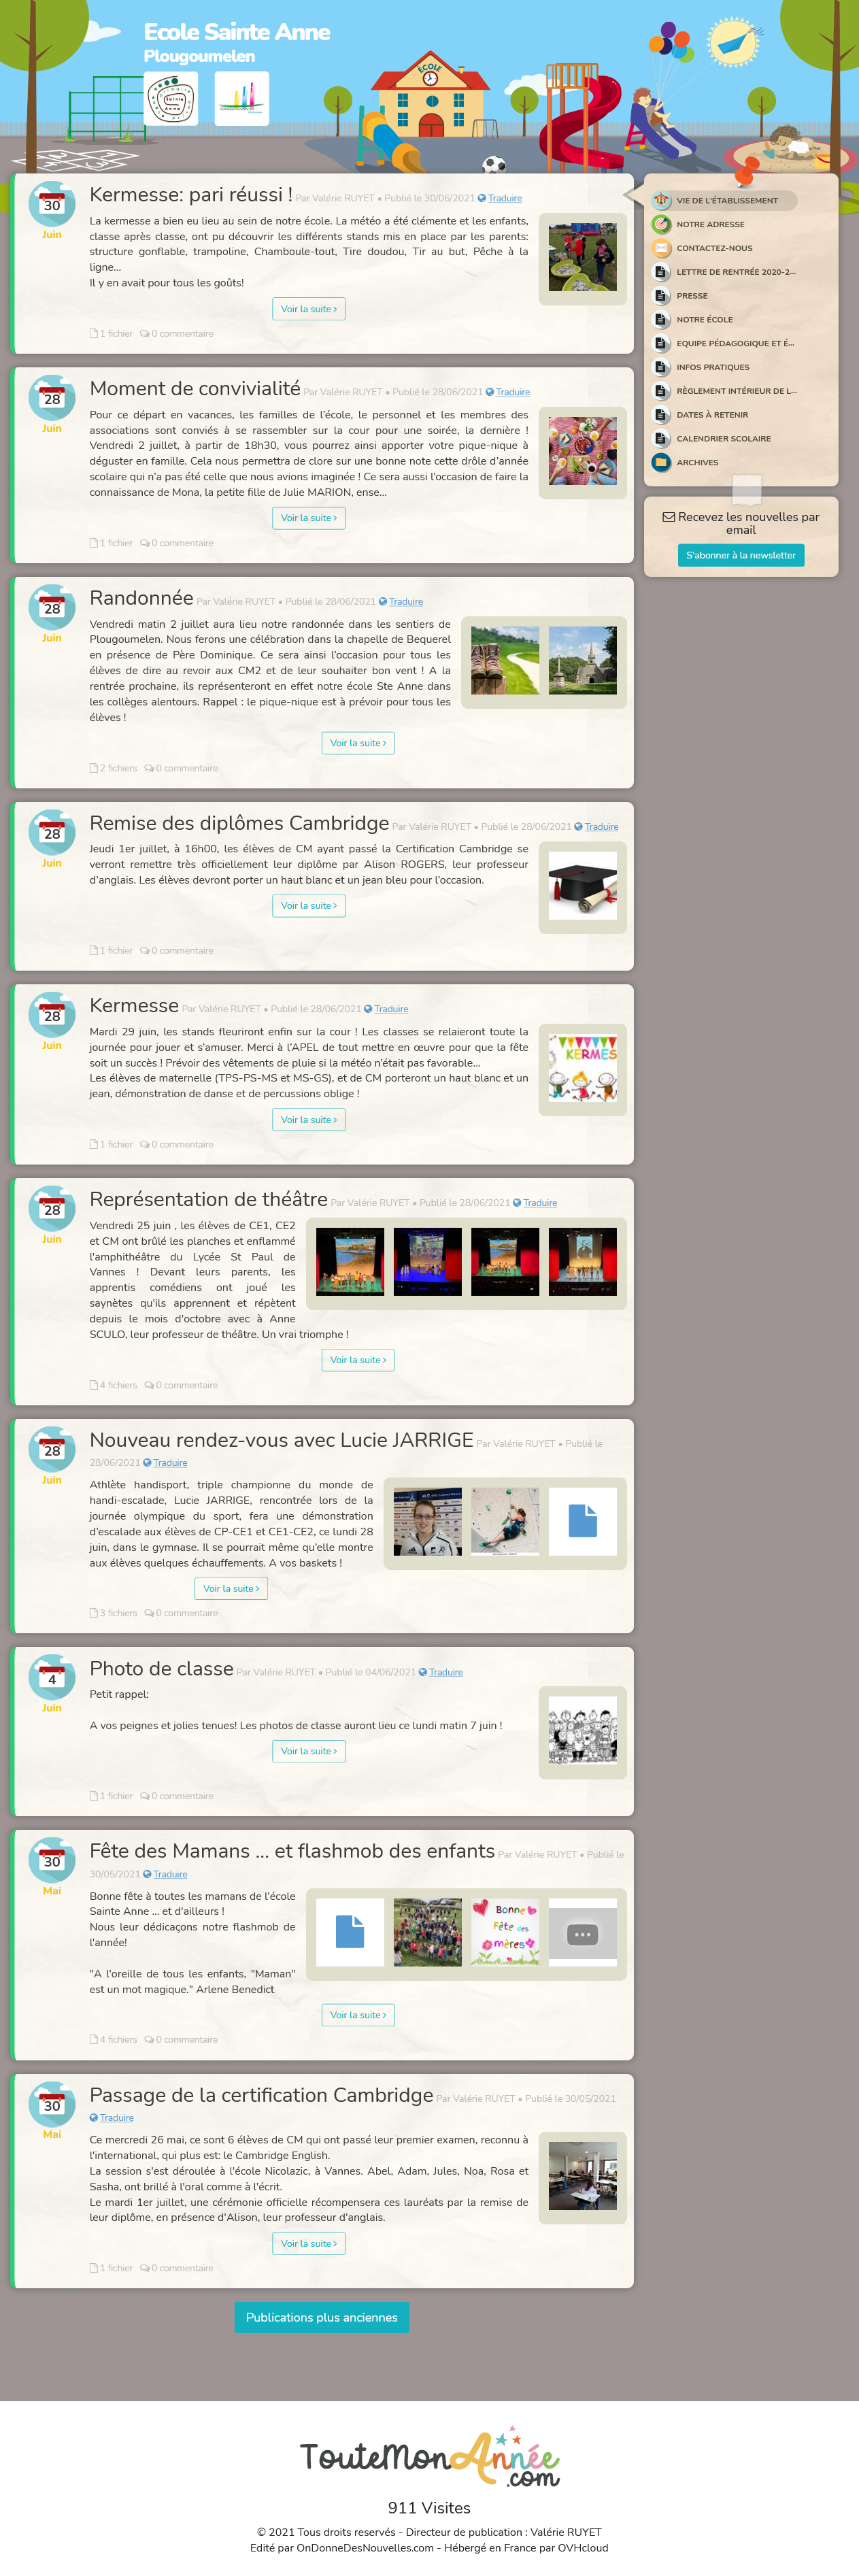 Ecole Sainte Anne
Plougoumelen
ÉCOLE
30
Juin
Kermesse: pari réussi ! Par Valérie RUYET • Publié le 30/06/2021 Traduire
La kermesse a bien eu lieu au sein de notre école. La météo a été clémente et les enfants,
classe après classe, ont pu découvrir les différents stands mis en place par les parents:
structure gonflable, trampoline, Chamboule-tout, Tire doudou, Tir au but, Pêche à la
ligne...
Il y en avait pour tous les goûts!
Voir la suite
1 fichier 0 commentaire
28
Juin
Moment de convivialité Par Valérie RUYET • Publié le 28/06/2021 Traduire
Pour ce départ en vacances, les familles de l'école, le personnel et les membres des
associations sont conviés à se rassembler sur la cour pour une soirée, la dernière !
Vendredi 2 juillet, à partir de 18h30, vous pourrez ainsi apporter votre pique-nique à
déguster en famille. Cela nous permettra de clore sur une bonne note cette drôle d'année
scolaire qui n'a pas été celle que nous avions imaginée ! Ce sera aussi l'occasion de faire la
connaissance de Mona, la petite fille de Julie MARION, ense...
Voir la suite
1 fichier 0 commentaire
28
Juin
Randonnée Par Valérie RUYET • Publié le 28/06/2021 Traduire
Vendredi matin 2 juillet aura lieu notre randonnée dans les sentiers de
Plougoumelen. Nous ferons une célébration dans la chapelle de Bequerel
en présence de Père Dominique. Ce sera ainsi l'occasion pour tous les
élèves de dire au revoir aux CM2 et de leur souhaiter bon vent ! A la
rentrée prochaine, ils représenteront en effet notre école Ste Anne dans
les collèges alentours. Rappel : le pique-nique est à prévoir pour tous les
élèves !
Voir la suite
2 fichiers 0 commentaire
28
Juin
Remise des diplômes Cambridge Par Valérie RUYET • Publié le 28/06/2021 Traduire
Jeudi 1er juillet, à 16h00, les élèves de CM ayant passé la Certification Cambridge se
verront remettre très officiellement leur diplôme par Alison ROGERS, leur professeur
d'anglais. Les élèves devront porter un haut blanc et un jean bleu pour l'occasion.
Voir la suite
1 fichier 0 commentaire
28
Juin
Kermesse Par Valérie RUYET • Publié le 28/06/2021 Traduire
Mardi 29 juin, les stands fleuriront enfin sur la cour ! Les classes se relaieront toute la
journée pour jouer et s'amuser. Merci à l'APEL de tout mettre en œuvre pour que la fête
soit un succès ! Prévoir des vêtements de pluie si la météo n'était pas favorable...
Les élèves de maternelle (TPS-PS-MS et MS-GS), et de CM porteront un haut blanc et un
jean, démonstration de danse et de percussions oblige !
KERMES
Voir la suite
1 fichier 0 commentaire
28
Juin
Représentation de théâtre Par Valérie RUYET • Publié le 28/06/2021 Traduire
Vendredi 25 juin , les élèves de CE1, CE2
et CM ont brûlé les planches et enflammé
l'amphithéâtre du Lycée St Paul de
Vannes ! Devant leurs parents, les
apprentis comédiens ont joué les
saynètes qu'ils apprennent et répètent
depuis le mois d'octobre avec à Anne
SCULO, leur professeur de théâtre. Un vrai triomphe !
Voir la suite
4 fichiers 0 commentaire
28
Juin
Nouveau rendez-vous avec Lucie JARRIGE Par Valérie RUYET • Publié le
28/06/2021 Traduire
Athlète handisport, triple championne du monde de
handi-escalade, Lucie JARRIGE, rencontrée lors de la
journée olympique du sport, fera une démonstration
d'escalade aux élèves de CP-CE1 et CE1-CE2, ce lundi 28
juin, dans le gymnase. Il se pourrait même qu'elle montre
aux élèves quelques échauffements. A vos baskets !
Voir la suite
3 fichiers 0 commentaire
4
Juin
Photo de classe Par Valérie RUYET • Publié le 04/06/2021 Traduire
Petit rappel:
A vos peignes et jolies tenues! Les photos de classe auront lieu ce lundi matin 7 juin !
Voir la suite
1 fichier 0 commentaire
30
Mai
Fête des Mamans ... et flashmob des enfants Par Valérie RUYET • Publié le
30/05/2021 Traduire
Bonne fête à toutes les mamans de l'école
Sainte Anne ... et d'ailleurs !
Nous leur dédicaçons notre flashmob de
l'année!
"A l'oreille de tous les enfants, "Maman"
est un mot magique." Arlene Benedict
Bonne
fête des
mères
Voir la suite
4 fichiers 0 commentaire
30
Mai
Passage de la certification Cambridge Par Valérie RUYET • Publié le 30/05/2021
Traduire
Ce mercredi 26 mai, ce sont 6 élèves de CM qui ont passé leur premier examen, reconnu à
l'international, qui plus est: le Cambridge English.
La session s'est déroulée à l'école Nicolazic, à Vannes. Abel, Adam, Jules, Noa, Rosa et
Sasha, ont brillé à l'oral comme à l'écrit.
Le mardi 1er juillet, une cérémonie officielle récompensera ces lauréats par la remise de
leur diplôme, en présence d'Alison, leur professeur d'anglais.
Voir la suite
1 fichier 0 commentaire
Publications plus anciennes
VIE DE L'ÉTABLISSEMENT
NOTRE ADRESSE
CONTACTEZ-NOUS
LETTRE DE RENTRÉE 2020-2...
PRESSE
NOTRE ÉCOLE
EQUIPE PÉDAGOGIQUE ET É...
INFOS PRATIQUES
RÈGLEMENT INTÉRIEUR DE L...
DATES À RETENIR
CALENDRIER SCOLAIRE
ARCHIVES
Recevez les nouvelles par
email
S'abonner à la newsletter
TouteMonAnnée
.com
911 Visites
© 2021 Tous droits reservés - Directeur de publication : Valérie RUYET
Edité par OnDonneDesNouvelles.com - Hébergé en France par OVHcloud